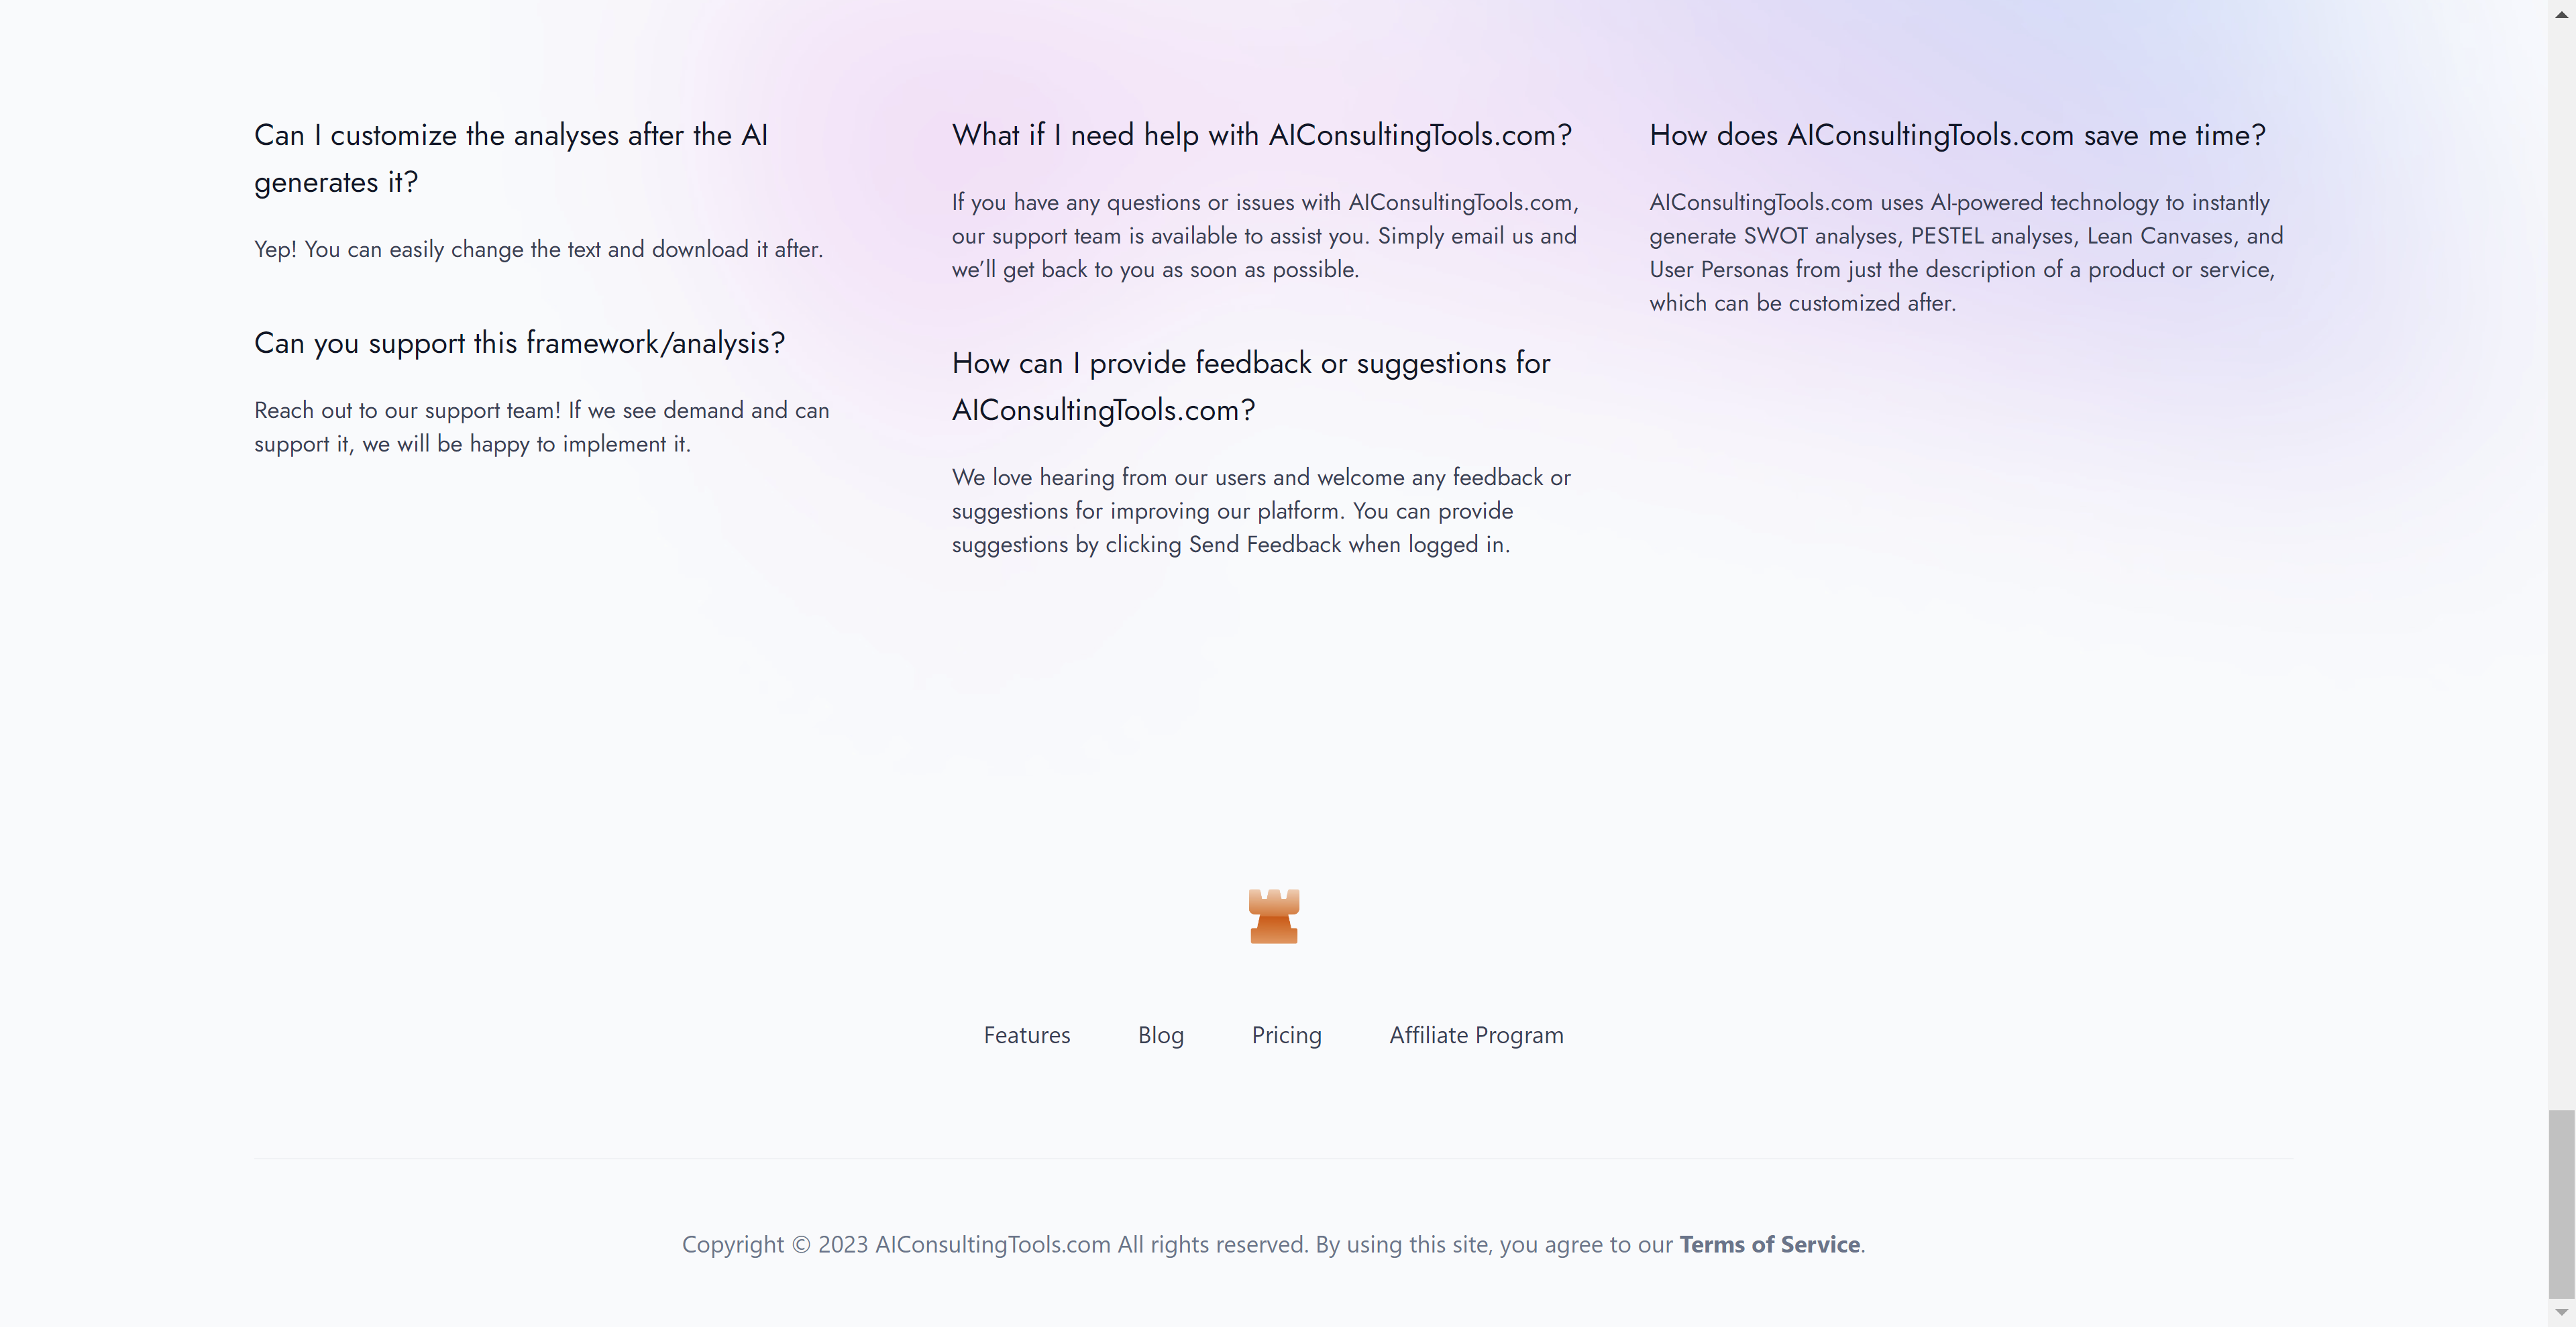 Can I customize the analyses after the AI
generates it?
Yep! You can easily change the text and download it after.
Can you support this framework/analysis?
Reach out to our support team! If we see demand and can
support it, we will be happy to implement it.
What if I need help with AIConsultingTools.com?
If you have any questions or issues with AIConsultingTools.com,
our support team is available to assist you. Simply email us and
we’ll get back to you as soon as possible.
How can I provide feedback or suggestions for
AIConsultingTools.com?
We love hearing from our users and welcome any feedback or
suggestions for improving our platform. You can provide
suggestions by clicking Send Feedback when logged in.
How does AIConsultingTools.com save me time?
AIConsultingTools.com uses AI-powered technology to instantly
generate SWOT analyses, PESTEL analyses, Lean Canvases, and
User Personas from just the description of a product or service,
which can be customized after.
Features Blog Pricing Affiliate Program
Copyright © 2023 AIConsultingTools.com All rights reserved. By using this site, you agree to our Terms of Service.